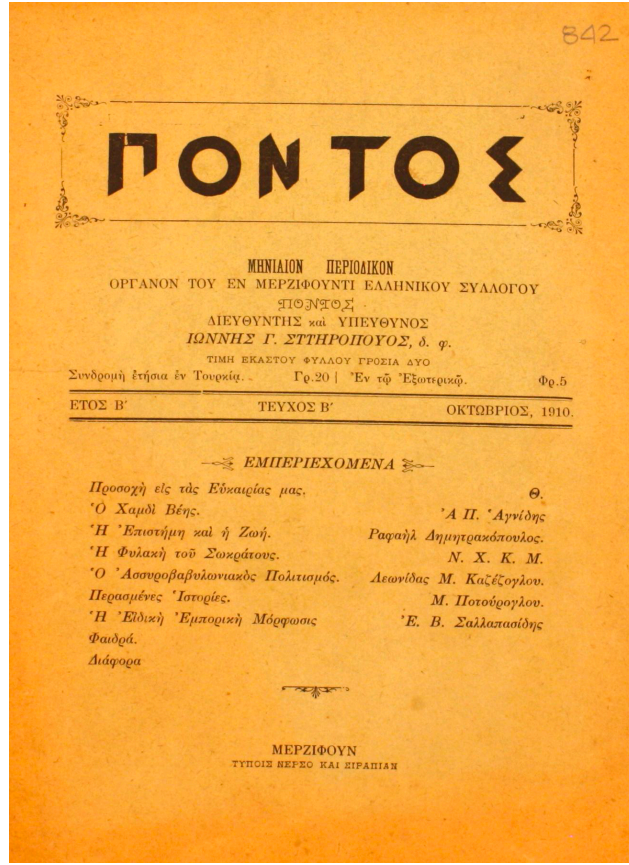 842
ΠΟΝΤΟΣ
ΜΗΝΙΑΙΟΝ ΠΕΡΙΟΔΙΚΟΝ
ΟΡΓΑΝΟΝ ΤΟΥ ΕΝ ΜΕΡΖΙΦΟΥΝΤΙ ΕΛΛΗΝΙΚΟΥ ΣΥΛΛΟΓΟΥ
ΠΟΝΤΟΣ
ΔΙΕΥΘΥΝΤΗΣ καὶ ΥΠΕΥΘΥΝΟΣ
ΙΩΝΝΗΣ Γ. ΣΤΤΗΡΟΠΟΥΟΣ, δ. φ.
ΤΙΜΗ ΕΚΑΣΤΟΥ ΦΥΛΛΟΥ ΓΡΟΣΙΑ ΔΥΟ
Συνδρομὴ ἐτήσια ἐν Τουρκίᾳ. Γρ.20 | Ἐν τῷ Ἐξωτερικῷ. Φρ.5
ΕΤΟΣ Β′ ΤΕΥΧΟΣ Β′ ΟΚΤΩΒΡΙΟΣ, 1910.
ΕΜΠΕΡΙΕΧΟΜΕΝΑ
Προσοχὴ εἰς τὰς Εὐκαιρίας μας. Θ.
Ὁ Χαμδὶ Βέης. Ἀ Π. Ἁγνίδης
Ἡ Ἐπιστήμη καὶ ἡ Ζωή. Ραφαὴλ Δημητρακόπουλος.
Ἡ Φυλακὴ τοῦ Σωκράτους. Ν. Χ. Κ. Μ.
Ὁ Ἀσσυροβαβυλωνιακὸς Πολιτισμός. Λεωνίδας Μ. Καζέζογλου.
Περασμένες Ἱστορίες. Μ. Ποτούρογλου.
Ἡ Εἰδικὴ Ἐμπορικὴ Μόρφωσις Ἐ. Β. Σαλλαπασίδης
Φαιδρά.
Διάφορα
ΜΕΡΖΙΦΟΥΝ
ΤΥΠΟΙΣ ΝΕΡΣΟ ΚΑΙ ΣΙΡΑΠΙΑΝ